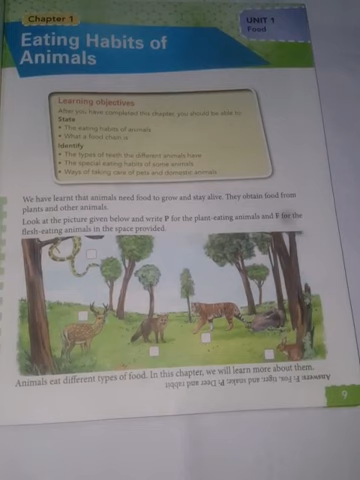 Chapter 1
UNIT 1
Food
Eating Habits of
Animals
Learning objectives
After you have completed this chapter, you should be able to:
State
• The eating habits of animals
• What a food chain is
Identify
• The types of teeth the different animals have
• The special eating habits of some animals
• Ways of taking care of pets and domestic animals
We have learnt that animals need food to grow and stay alive. They obtain food from
plants and other animals.
Look at the picture given below and write P for the plant-eating animals and F for the
flesh-eating animals in the space provided.
Animals eat different types of food. In this chapter, we will learn more about them.
Answers: F: Fox, tiger, and snake; P: Deer and rabbit
9